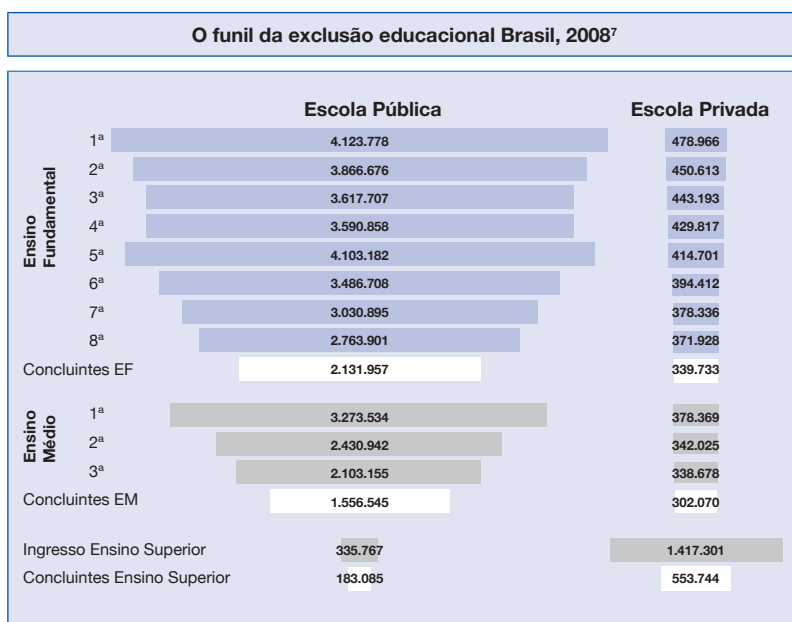 O funil da exclusão educacional Brasil, 2008⁷
Escola Pública Escola Privada
Ensino Fundamental
1ª 4.123.778 478.966
2ª 3.866.676 450.613
3ª 3.617.707 443.193
4ª 3.590.858 429.817
5ª 4.103.182 414.701
6ª 3.486.708 394.412
7ª 3.030.895 378.336
8ª 2.763.901 371.928
Concluintes EF 2.131.957 339.733
Ensino Médio
1ª 3.273.534 378.369
2ª 2.430.942 342.025
3ª 2.103.155 338.678
Concluintes EM 1.556.545 302.070
Ingresso Ensino Superior 335.767 1.417.301
Concluintes Ensino Superior 183.085 553.744